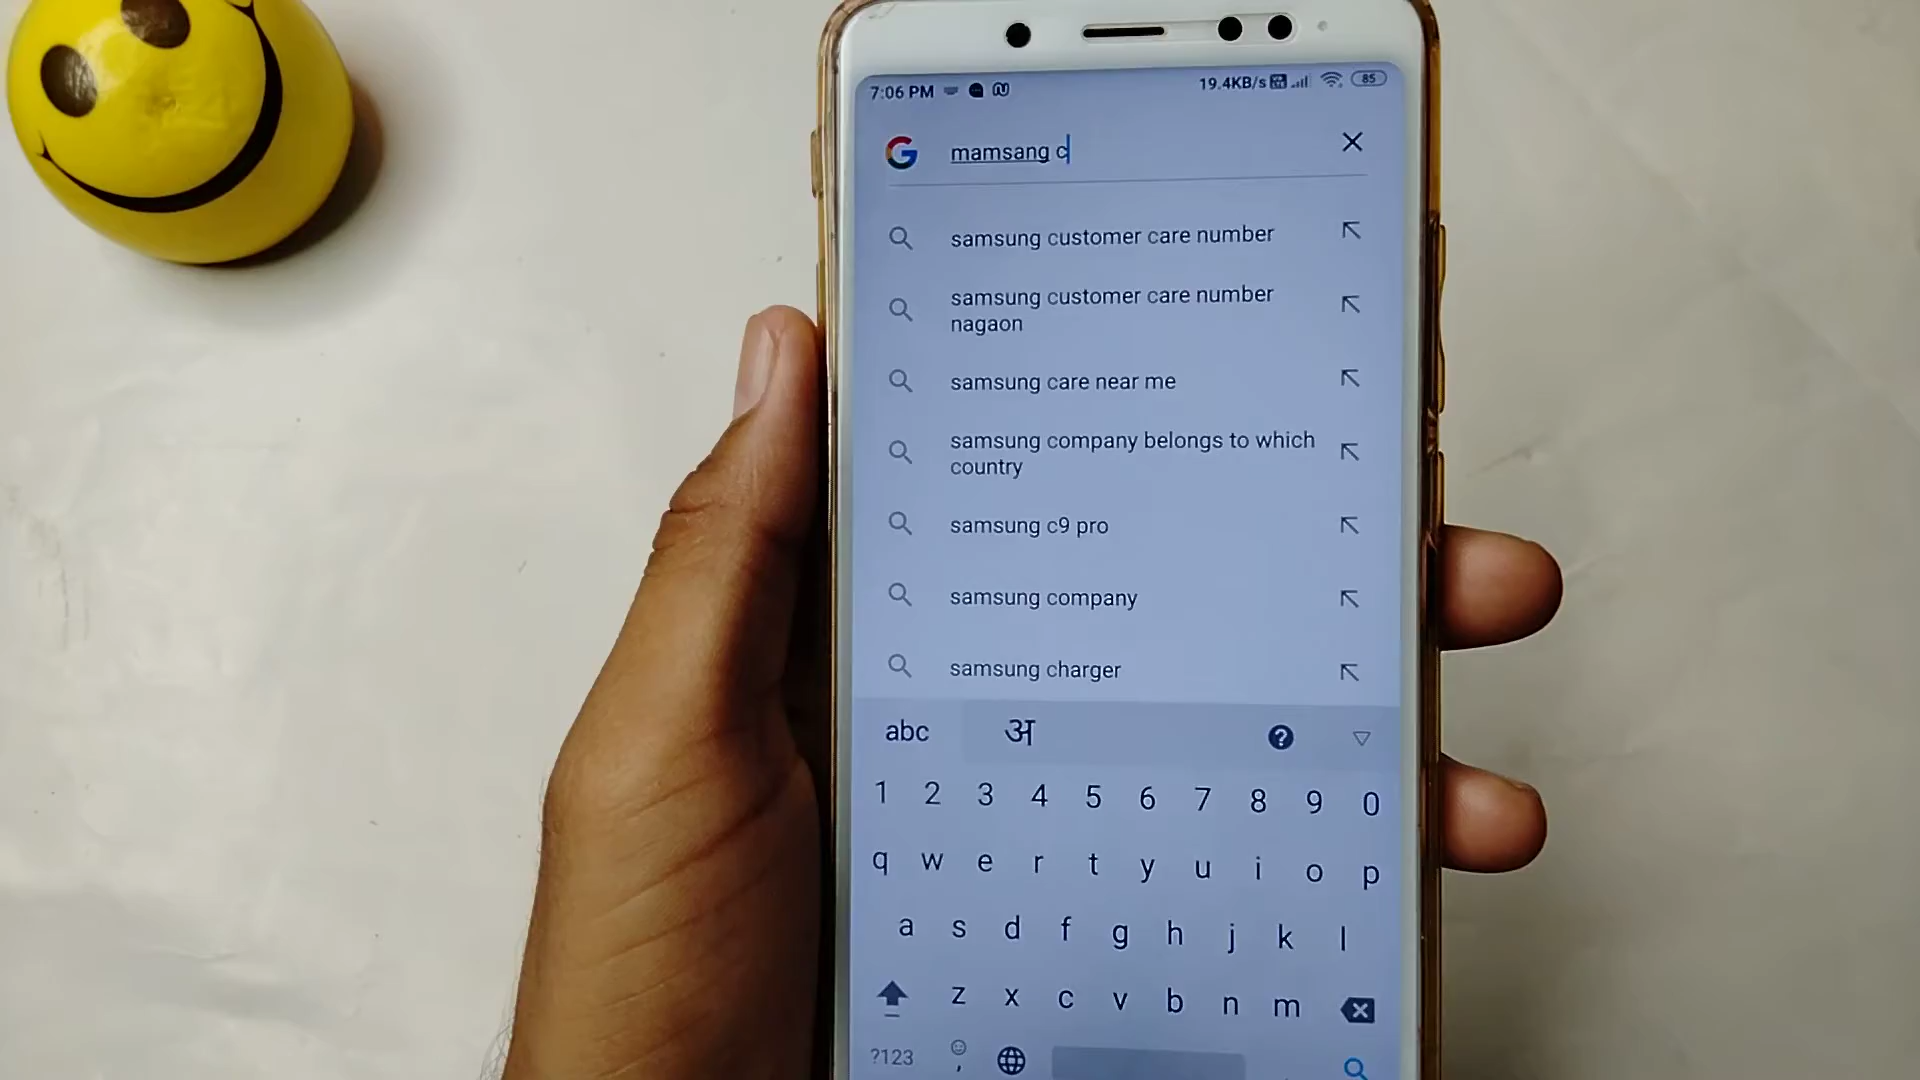 7:06 PM 19.4KB/s 85
mamsang c
samsung customer care number
samsung customer care number
nagaon
samsung care near me
samsung company belongs to which
country
samsung c9 pro
samsung company
samsung charger
abc अ ?
1 2 3 4 5 6 7 8 9 0
q w e r t y u i o p
a s d f g h j k l
z x c v b n m
?123 ,